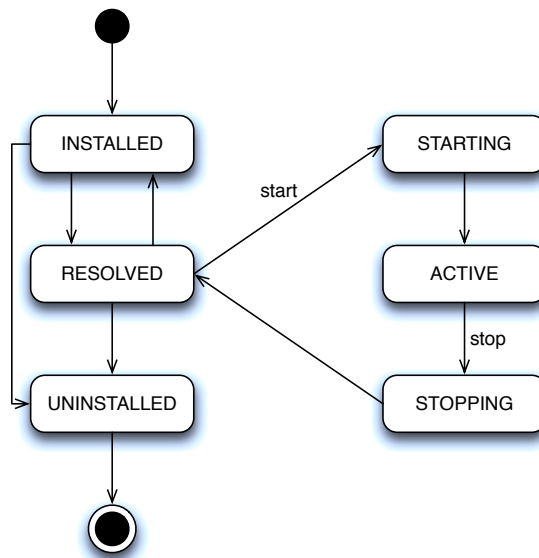 INSTALLED
STARTING
start
RESOLVED
ACTIVE
stop
UNINSTALLED
STOPPING